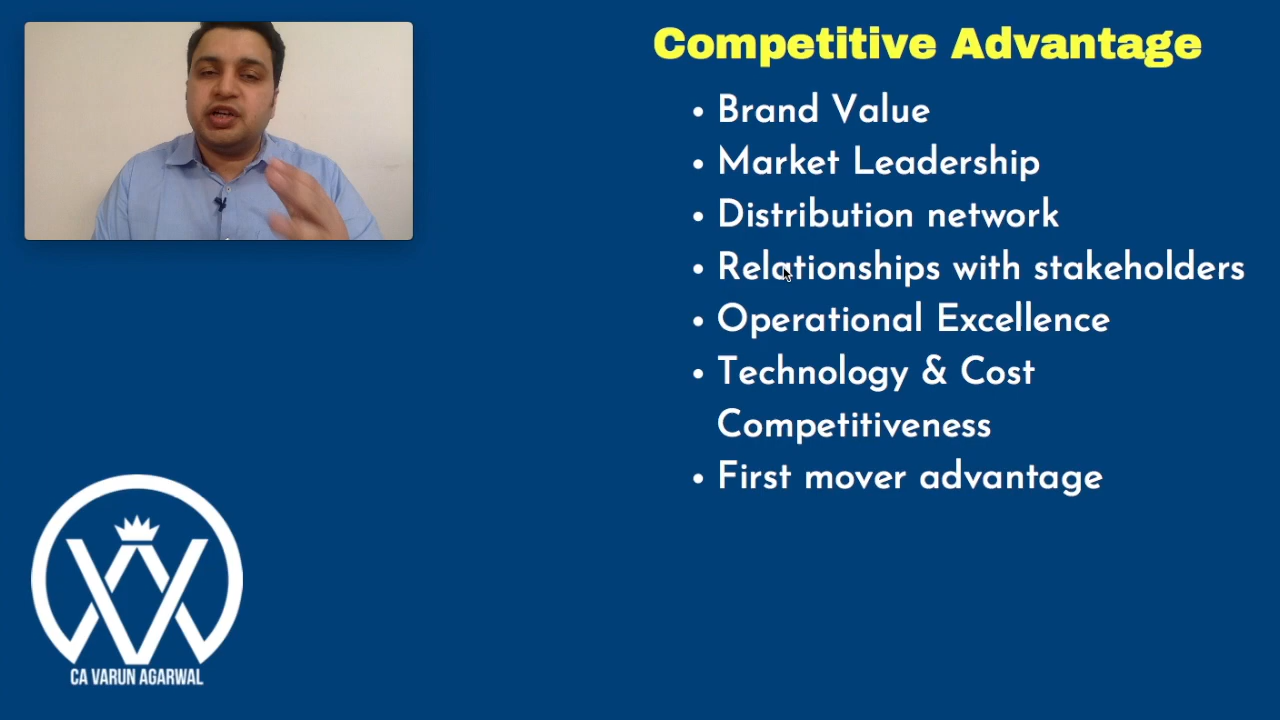 Competitive Advantage
• Brand Value
• Market Leadership
• Distribution network
• Relationships with stakeholders
• Operational Excellence
• Technology & Cost
Competitiveness
• First mover advantage
CA VARUN AGARWAL